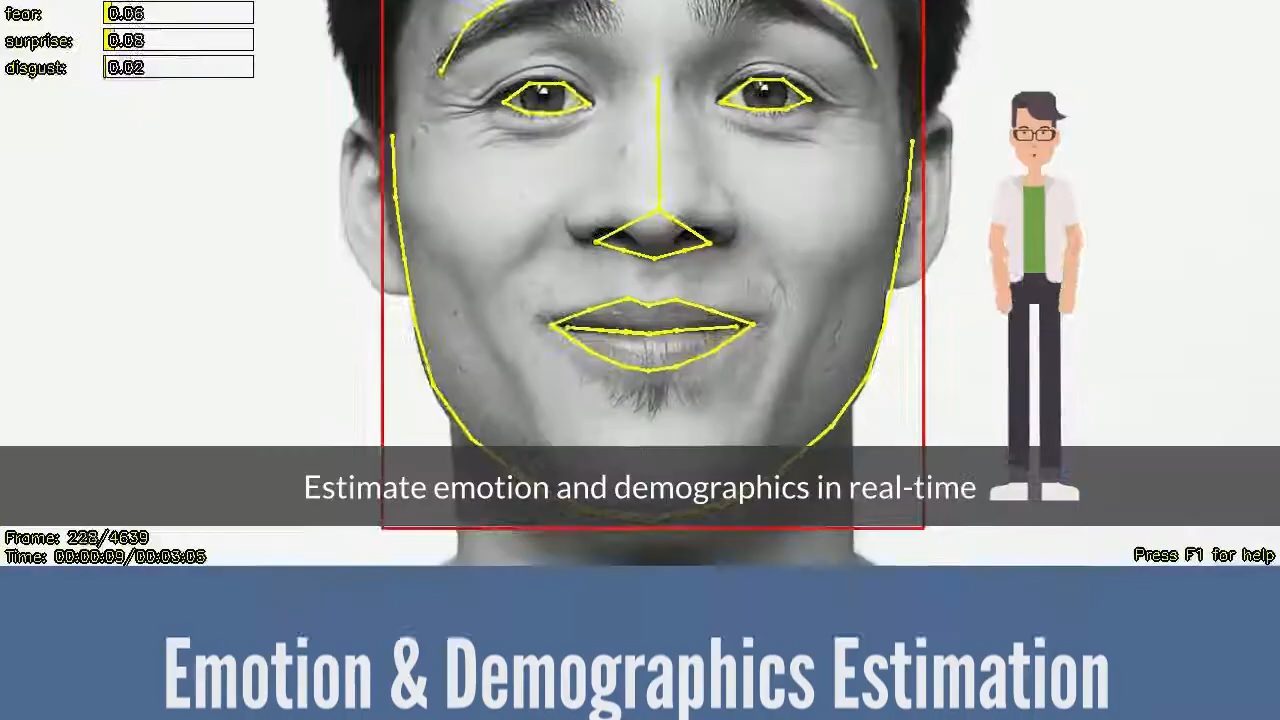 fear: 0.06
surprise: 0.08
disgust: 0.02
Estimate emotion and demographics in real-time
Frame: 228/4639
Time: 00:00:09/00:03:05
Press F1 for help
Emotion & Demographics Estimation